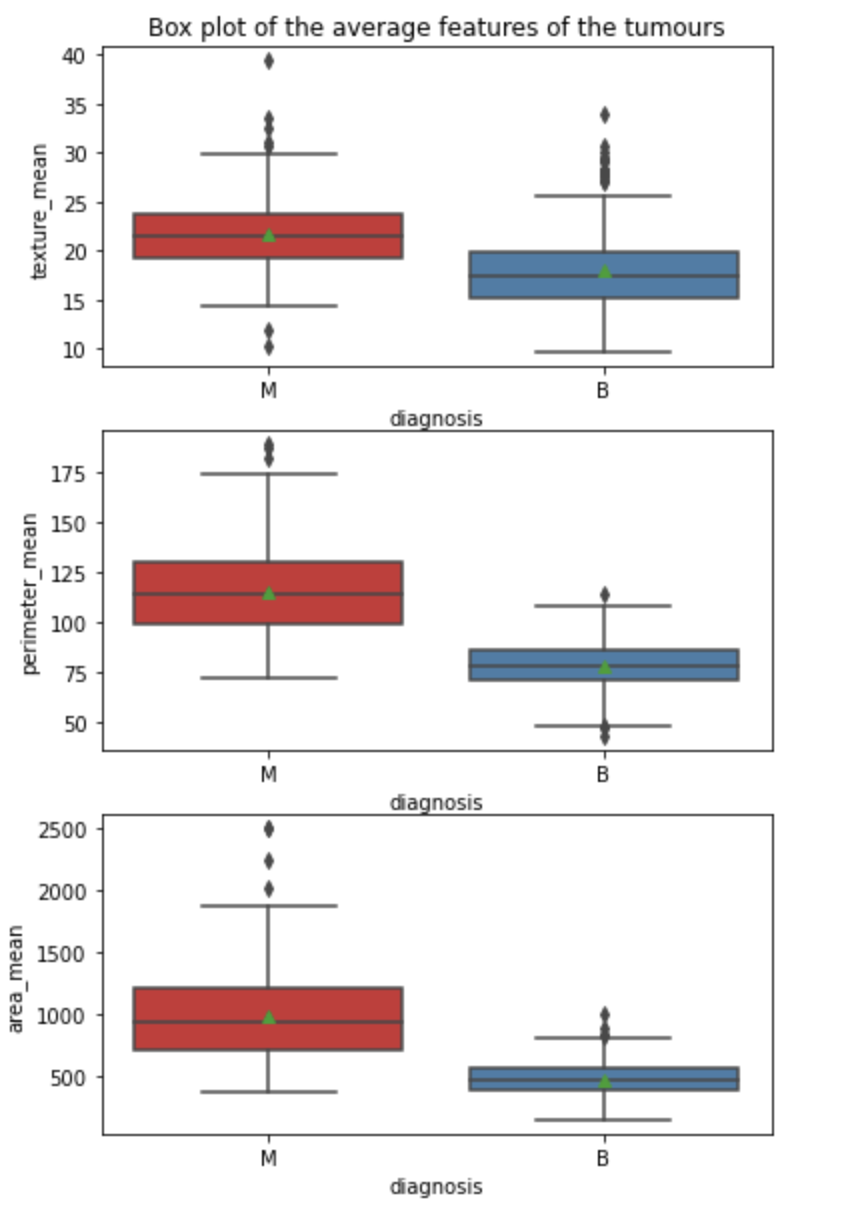 Box plot of the average features of the tumours
40
35
30
25
20
15
10
texture_mean
M B
diagnosis
175
150
125
100
75
50
perimeter_mean
M B
diagnosis
2500
2000
1500
1000
500
area_mean
M B
diagnosis